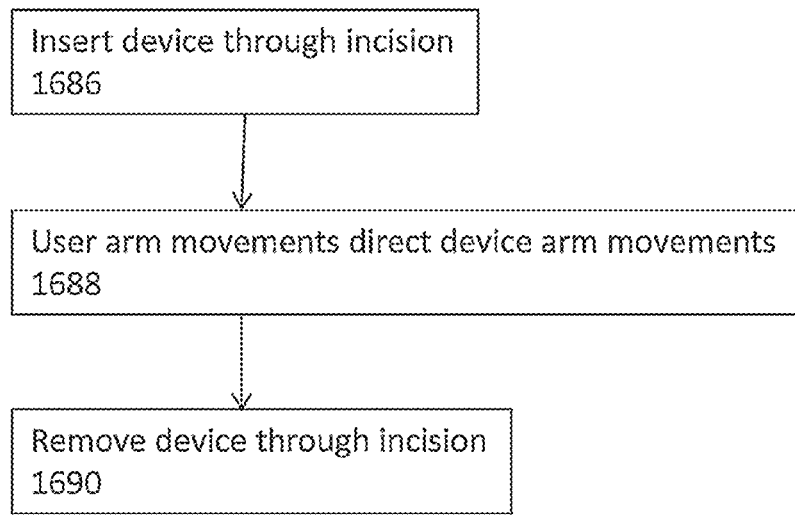 Insert device through incision
1686
User arm movements direct device arm movements
1688
Remove device through incision
1690